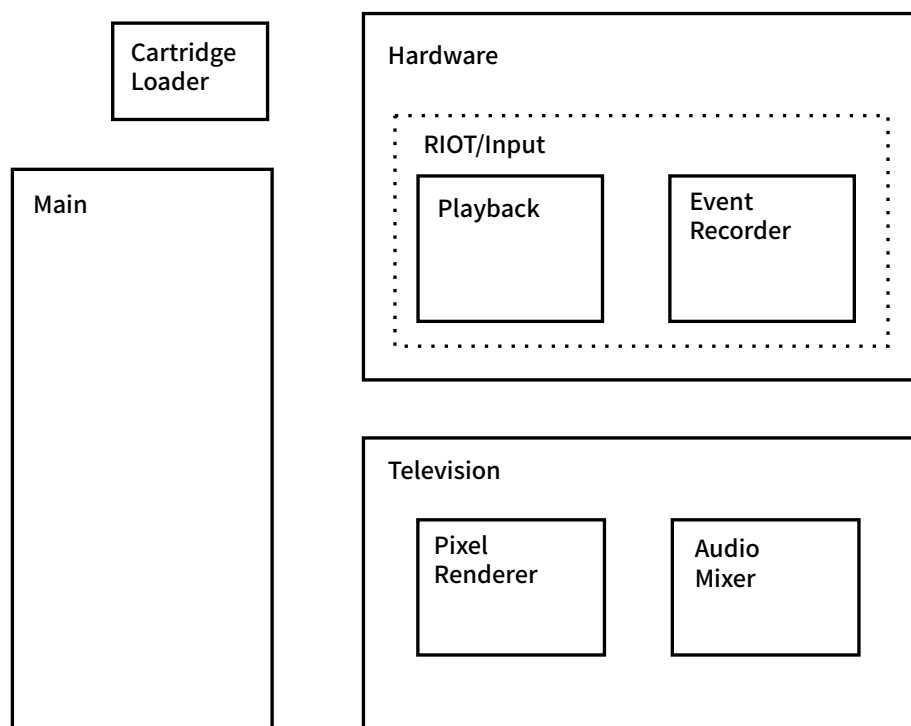 Cartridge
Loader
Main
Hardware
RIOT/Input
Playback
Event
Recorder
Television
Pixel
Renderer
Audio
Mixer